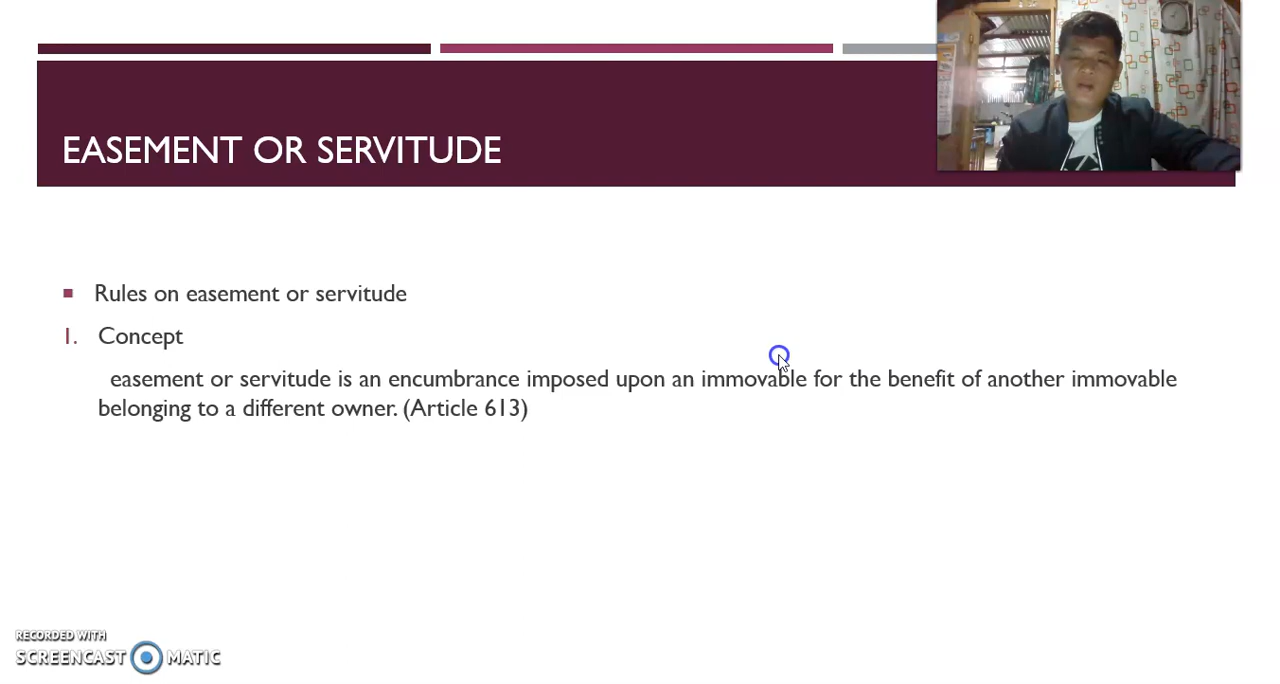 EASEMENT OR SERVITUDE
Rules on easement or servitude
1. Concept
easement or servitude is an encumbrance imposed upon an immovable for the benefit of another immovable
belonging to a different owner. (Article 613)
RECORDED WITH
SCREENCAST MATIC